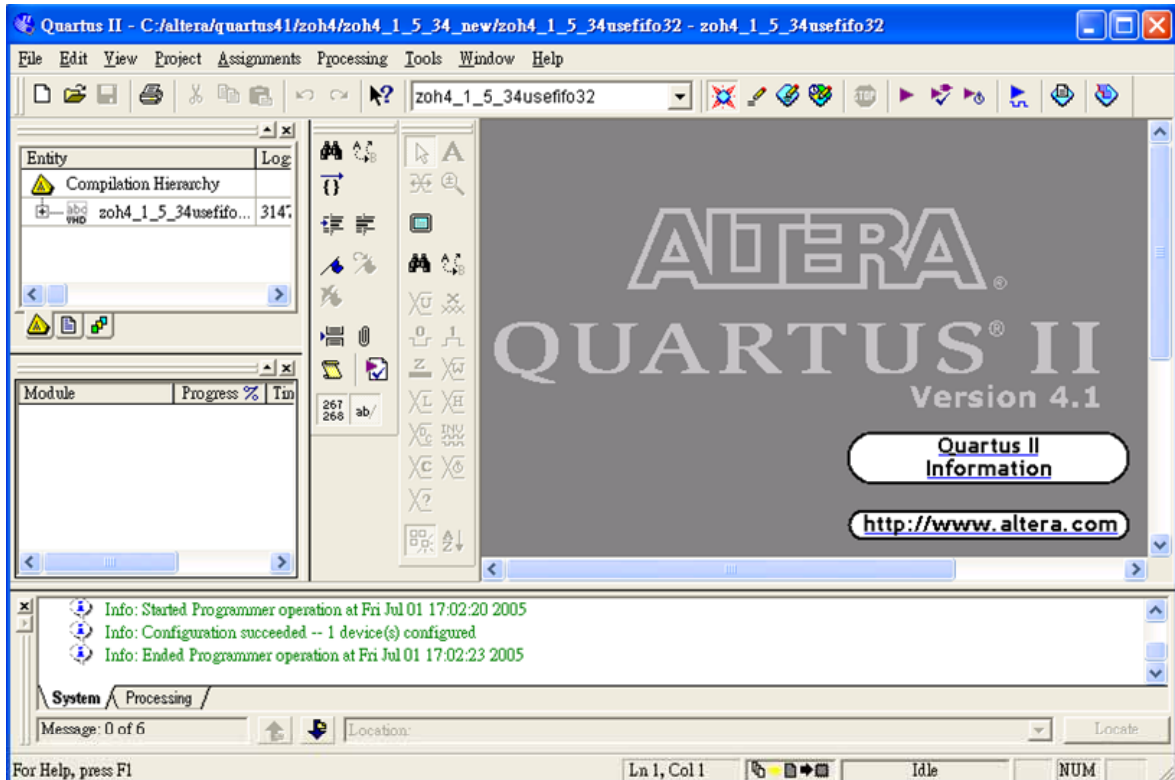 Quartus II - C:/altera/quartus41/zoh4/zoh4_1_5_34_new/zoh4_1_5_34usefifo32 - zoh4_1_5_34usefifo32
File Edit View Project Assignments Processing Tools Window Help
zoh4_1_5_34usefifo32
STOP
Entity Log
Compilation Hierarchy
abd VHD zoh4_1_5_34usefifo... 3147
Module Progress % Tin
267
268 ab/
ALTERA®
QUARTUS® II
Version 4.1
Quartus II
Information
http://www.altera.com
Info: Started Programmer operation at Fri Jul 01 17:02:20 2005
Info: Configuration succeeded -- 1 device(s) configured
Info: Ended Programmer operation at Fri Jul 01 17:02:23 2005
System Processing
Message: 0 of 6 Location: Locate
For Help, press F1 Ln 1, Col 1 Idle NUM